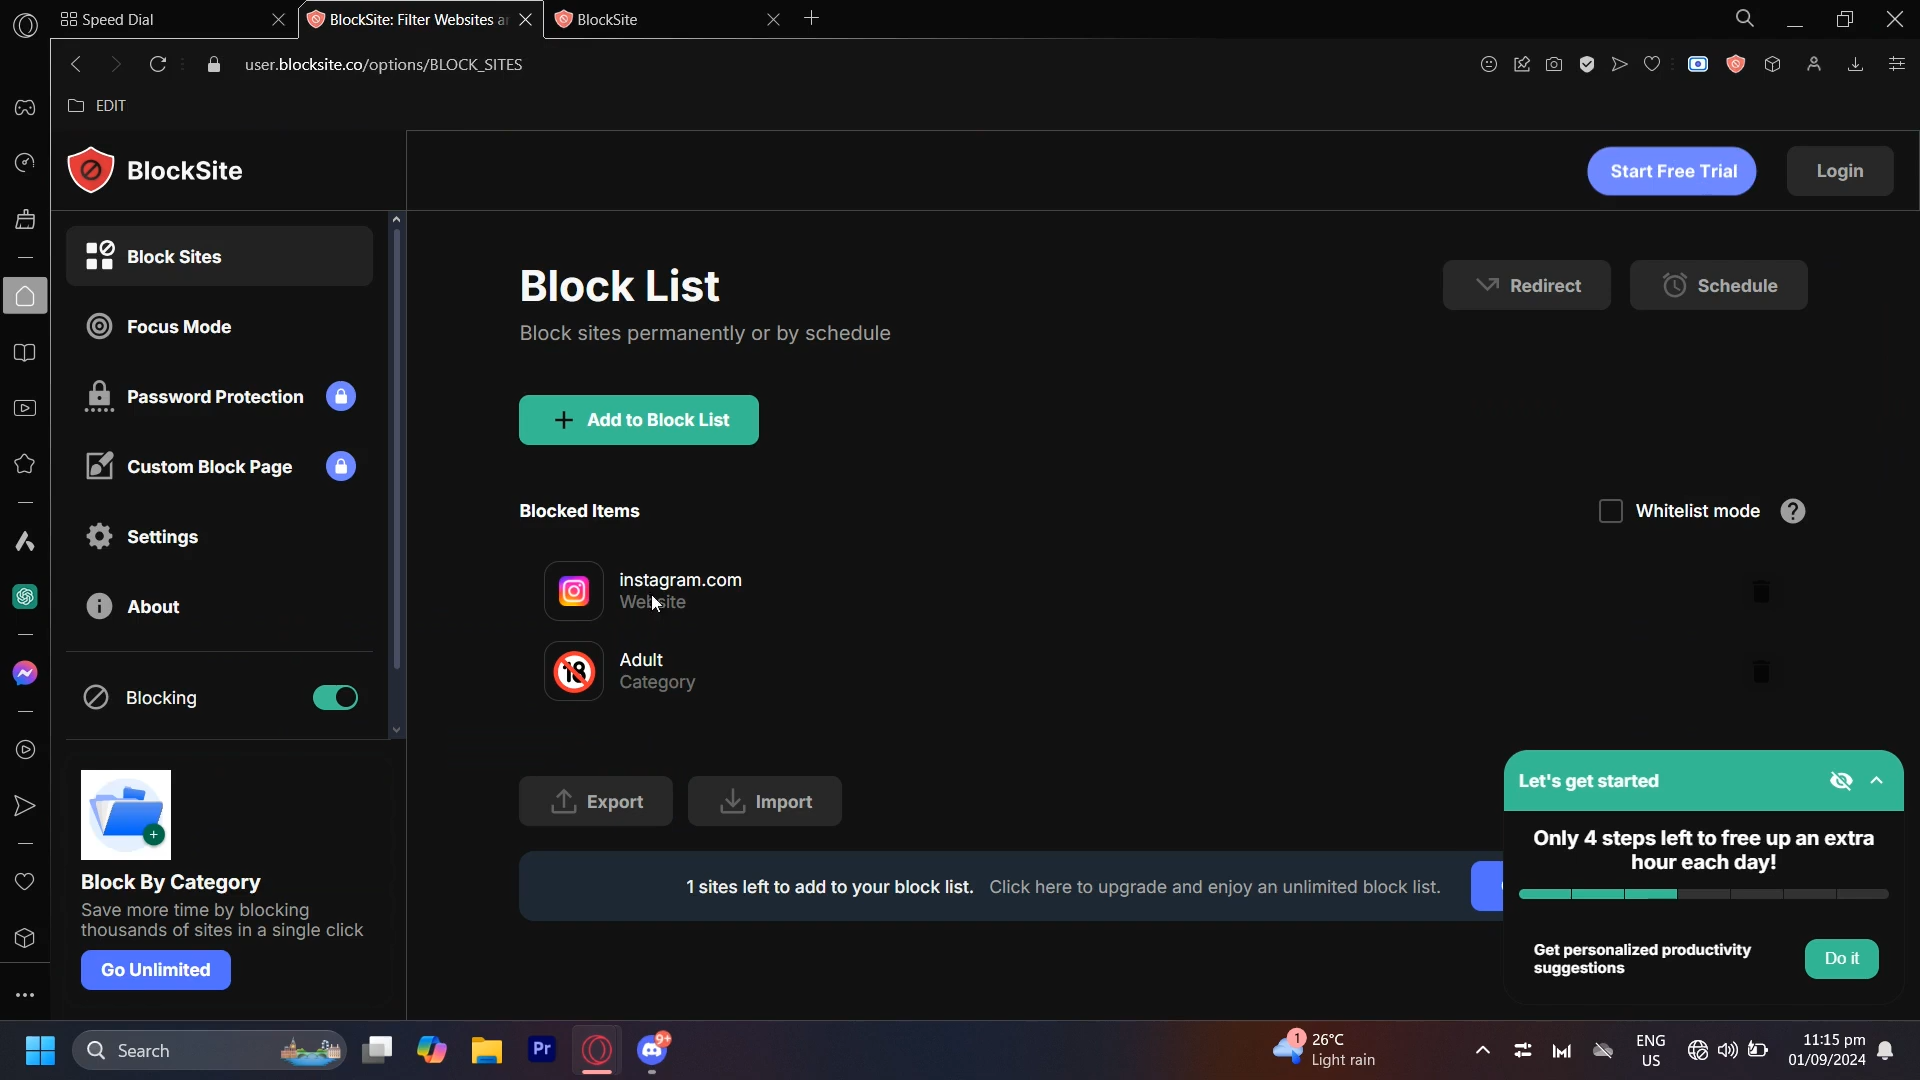 Speed Dial
BlockSite: Filter Websites a
BlockSite
user.blocksite.co/options/BLOCK_SITES
EDIT
BlockSite
Start Free Trial
Login
Block Sites
Focus Mode
Password Protection
Custom Block Page
Settings
About
Blocking
Block By Category
Save more time by blocking
thousands of sites in a single click
Go Unlimited
Block List
Block sites permanently or by schedule
Redirect
Schedule
Add to Block List
Blocked Items
Whitelist mode
?
instagram.com
Website
18
Adult
Category
Export
Import
1 sites left to add to your block list. Click here to upgrade and enjoy an unlimited block list.
Let's get started
Only 4 steps left to free up an extra
hour each day!
Get personalized productivity
suggestions
Do it
Search
Pr
9+
1
26°C
Light rain
ENG
US
11:15 pm
01/09/2024